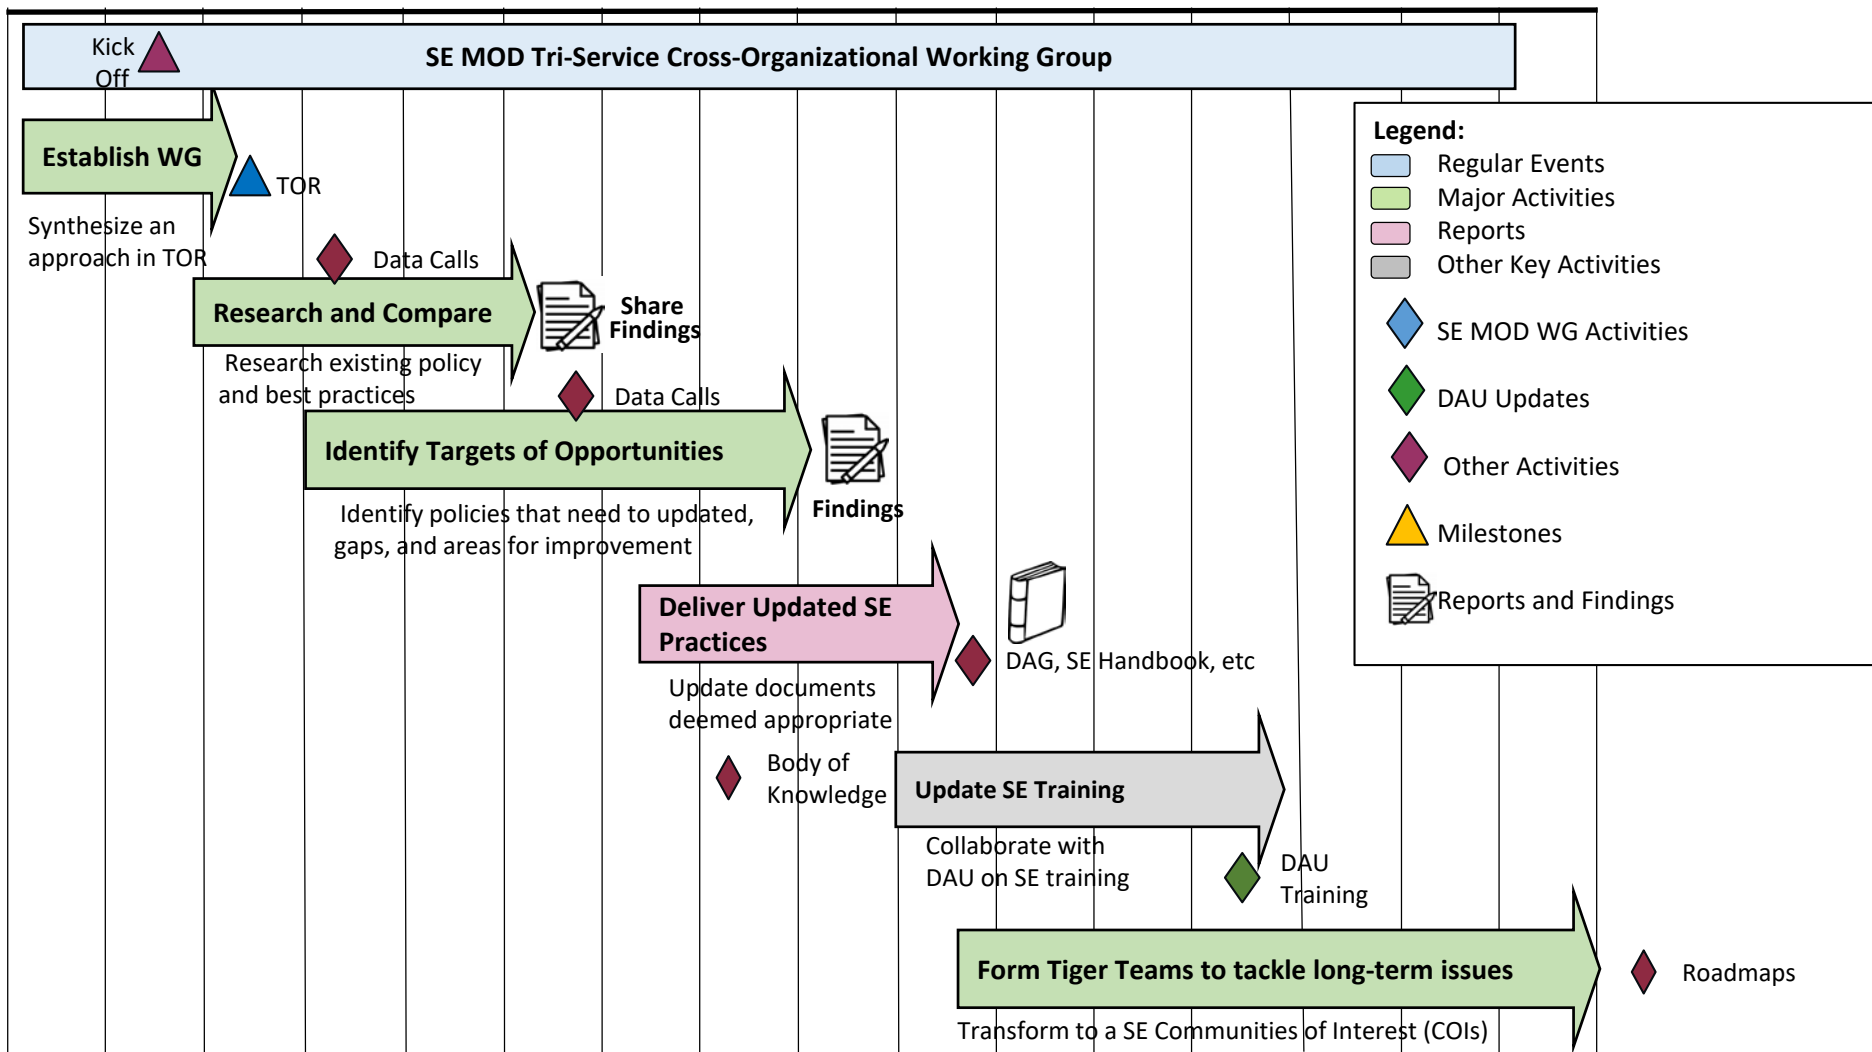 Kick
Off
SE MOD Tri-Service Cross-Organizational Working Group
Establish WG
TOR
Synthesize an
approach in TOR
Data Calls
Research and Compare
Share
Findings
Research existing policy
and best practices
Data Calls
Identify Targets of Opportunities
Findings
Identify policies that need to updated,
gaps, and areas for improvement
Deliver Updated SE
Practices
DAG, SE Handbook, etc
Update documents
deemed appropriate
Body of
Knowledge
Update SE Training
Collaborate with
DAU on SE training
DAU
Training
Form Tiger Teams to tackle long-term issues
Roadmaps
Transform to a SE Communities of Interest (COIs)
Legend:
Regular Events
Major Activities
Reports
Other Key Activities
SE MOD WG Activities
DAU Updates
Other Activities
Milestones
Reports and Findings